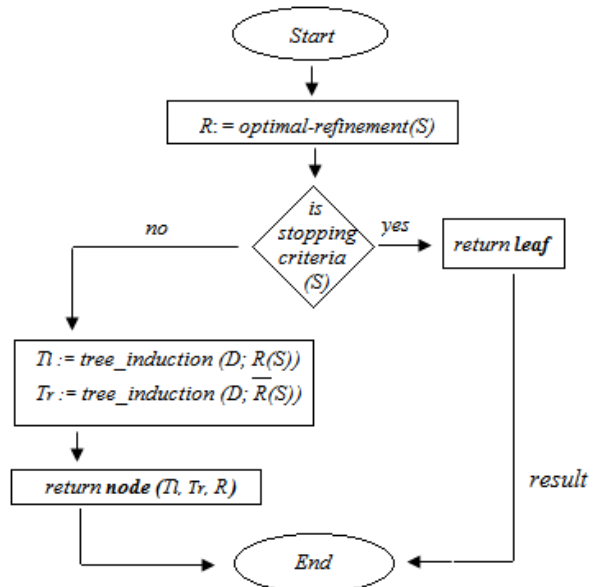 Start
R: = optimal-refinement(S)
is
stopping
criteria
(S)
no
yes
return leaf
Tl := tree_induction (D; R(S))
Tr := tree_induction (D; R̅(S))
return node (Tl, Tr, R)
result
End